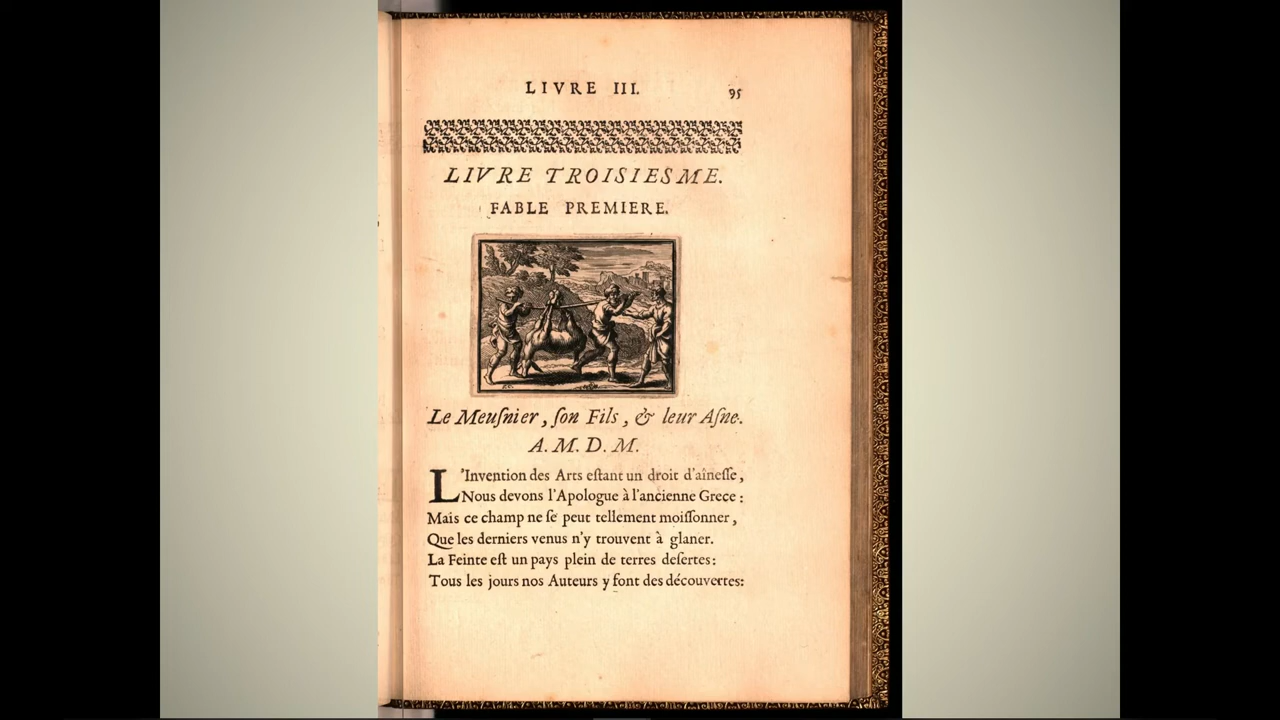 LIVRE III.
95
LIVRE TROISIESME.
FABLE PREMIERE.
Le Meuſnier, ſon Fils, & leur Aſne.
A. M. D. M.
L'Invention des Arts eſtant un droit d'aîneſſe,
Nous devons l'Apologue à l'ancienne Grece :
Mais ce champ ne ſe peut tellement moiſſonner,
Que les derniers venus n'y trouvent à glaner.
La Feinte eſt un pays plein de terres deſertes:
Tous les jours nos Auteurs y font des découvertes: